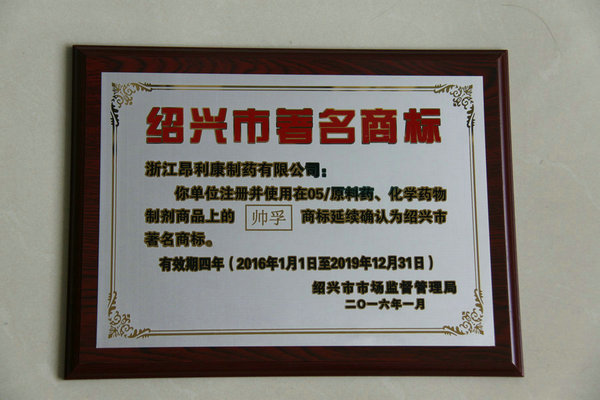 绍兴市著名商标
浙江昂利康制药有限公司：
你单位注册并使用在05/原料药、化学药物
制剂商品上的 帅孚 商标延续确认为绍兴市
著名商标。
有效期四年（2016年1月1日至2019年12月31日）
绍兴市市场监督管理局
二〇一六年一月